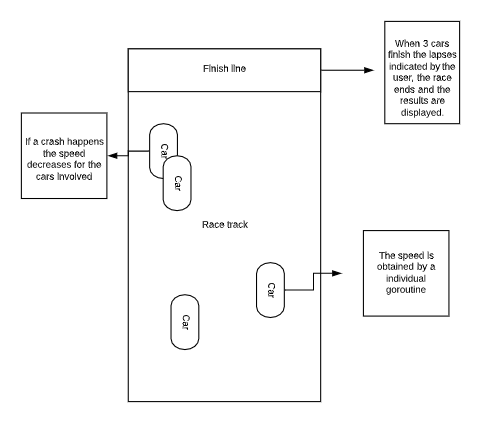 When 3 cars
finish the lapses
indicated by the
user, the race
ends and the
results are
displayed.
Finish line
If a crash happens
the speed
decreases for the
cars involved
Car
Car
Race track
The speed is
obtained by a
individual
goroutine
Car
Car